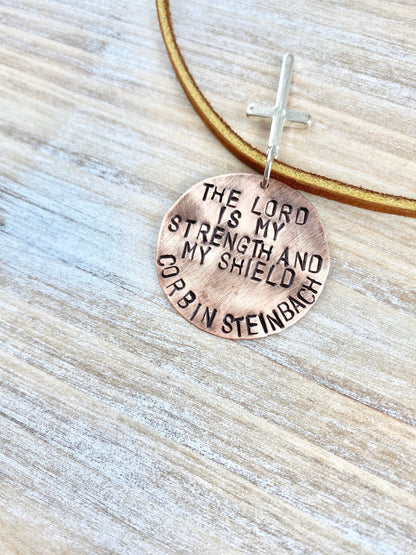 THE LORD
IS MY
STRENGTH AND
MY SHIELD
CORBIN STEINBACH